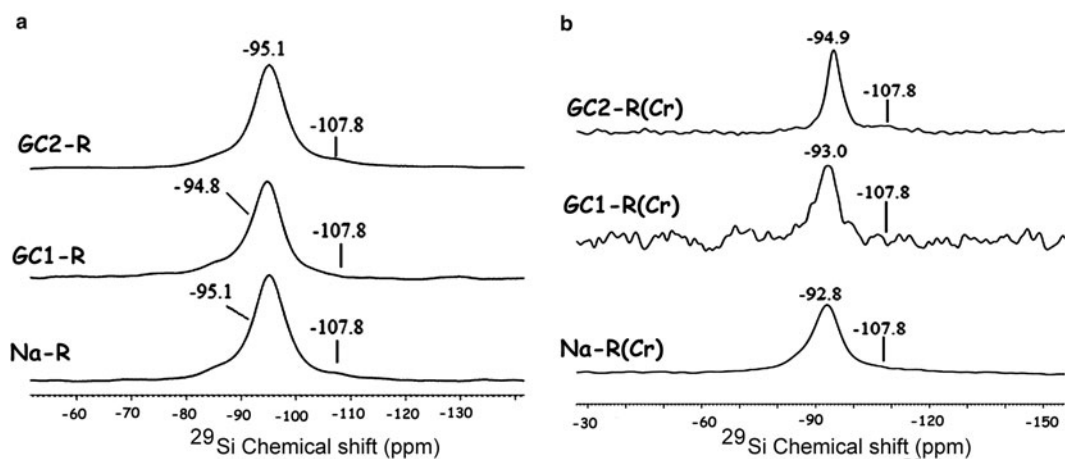 a
-95.1
-107.8
GC2-R
-94.8
-107.8
GC1-R
-95.1
-107.8
Na-R
-60 -70 -80 -90 -100 -110 -120 -130
29Si Chemical shift (ppm)
b
-94.9
-107.8
GC2-R(Cr)
-93.0
-107.8
GC1-R(Cr)
-92.8
-107.8
Na-R(Cr)
-30 -60 -90 -120 -150
29Si Chemical shift (ppm)